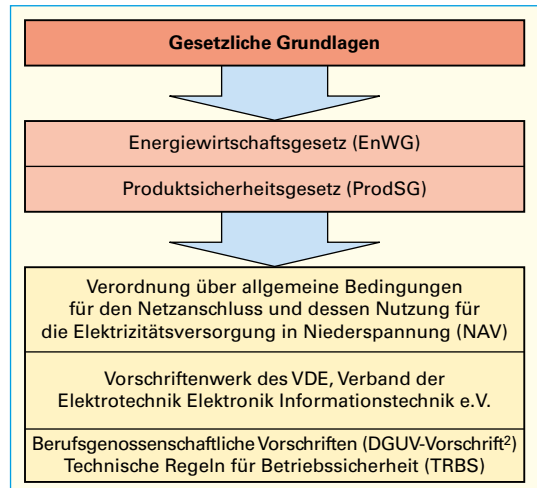 Gesetzliche Grundlagen
Energiewirtschaftsgesetz (EnWG)
Produktsicherheitsgesetz (ProdSG)
Verordnung über allgemeine Bedingungen
für den Netzanschluss und dessen Nutzung für
die Elektrizitätsversorgung in Niederspannung (NAV)
Vorschriftenwerk des VDE, Verband der
Elektrotechnik Elektronik Informationstechnik e.V.
Berufsgenossenschaftliche Vorschriften (DGUV-Vorschrift²)
Technische Regeln für Betriebssicherheit (TRBS)